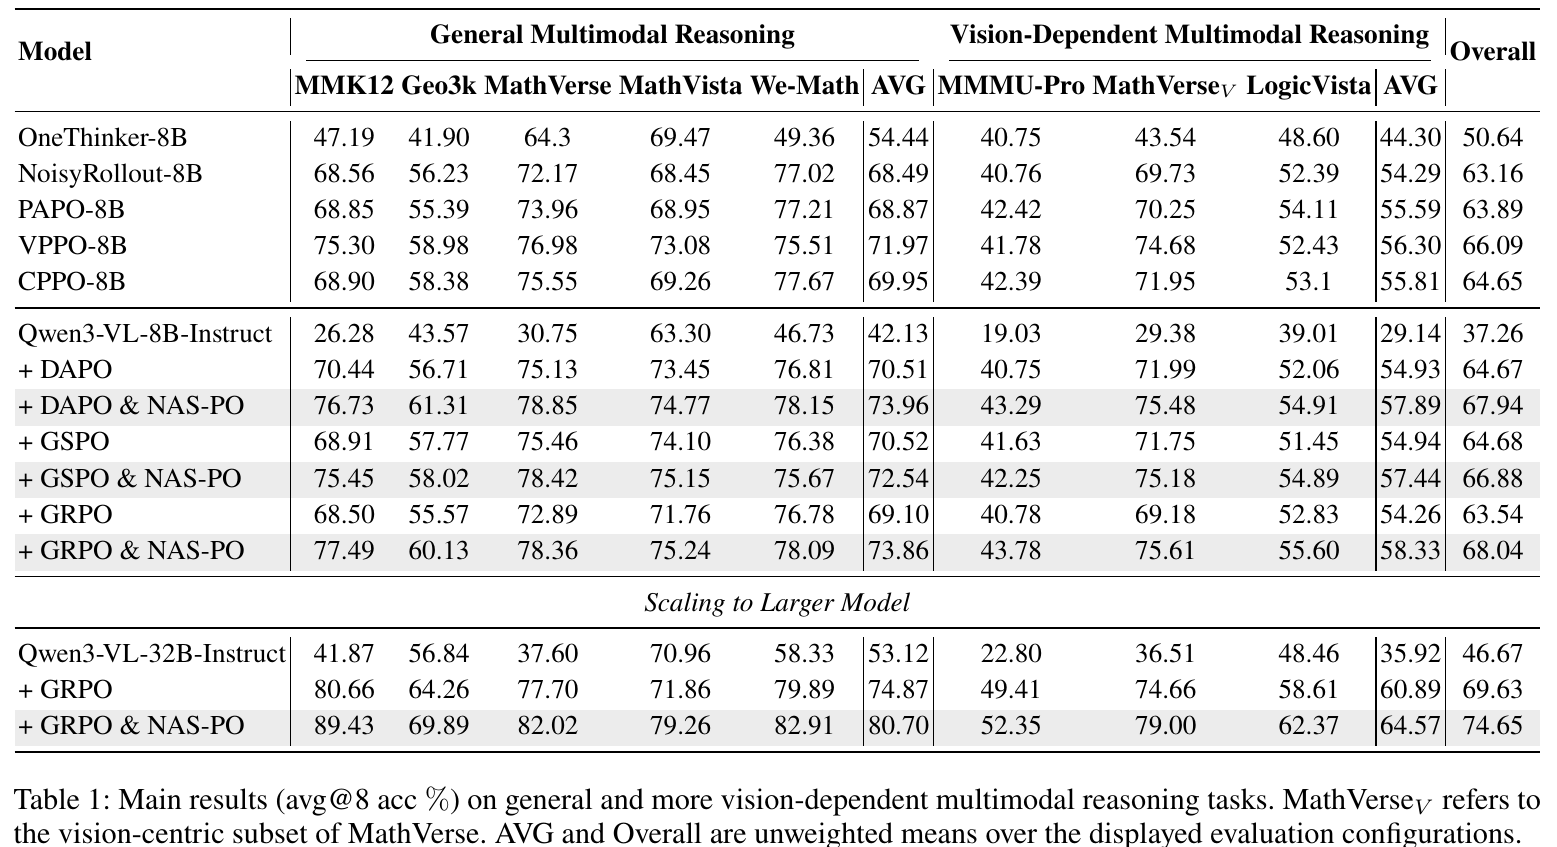 Model General Multimodal Reasoning Vision-Dependent Multimodal Reasoning Overall
MMK12 Geo3k MathVerse MathVista We-Math AVG MMMU-Pro MathVerse_V LogicVista AVG
OneThinker-8B 47.19 41.90 64.3 69.47 49.36 54.44 40.75 43.54 48.60 44.30 50.64
NoisyRollout-8B 68.56 56.23 72.17 68.45 77.02 68.49 40.76 69.73 52.39 54.29 63.16
PAPO-8B 68.85 55.39 73.96 68.95 77.21 68.87 42.42 70.25 54.11 55.59 63.89
VPPO-8B 75.30 58.98 76.98 73.08 75.51 71.97 41.78 74.68 52.43 56.30 66.09
CPPO-8B 68.90 58.38 75.55 69.26 77.67 69.95 42.39 71.95 53.1 55.81 64.65
Qwen3-VL-8B-Instruct 26.28 43.57 30.75 63.30 46.73 42.13 19.03 29.38 39.01 29.14 37.26
+ DAPO 70.44 56.71 75.13 73.45 76.81 70.51 40.75 71.99 52.06 54.93 64.67
+ DAPO & NAS-PO 76.73 61.31 78.85 74.77 78.15 73.96 43.29 75.48 54.91 57.89 67.94
+ GSPO 68.91 57.77 75.46 74.10 76.38 70.52 41.63 71.75 51.45 54.94 64.68
+ GSPO & NAS-PO 75.45 58.02 78.42 75.15 75.67 72.54 42.25 75.18 54.89 57.44 66.88
+ GRPO 68.50 55.57 72.89 71.76 76.78 69.10 40.78 69.18 52.83 54.26 63.54
+ GRPO & NAS-PO 77.49 60.13 78.36 75.24 78.09 73.86 43.78 75.61 55.60 58.33 68.04
Scaling to Larger Model
Qwen3-VL-32B-Instruct 41.87 56.84 37.60 70.96 58.33 53.12 22.80 36.51 48.46 35.92 46.67
+ GRPO 80.66 64.26 77.70 71.86 79.89 74.87 49.41 74.66 58.61 60.89 69.63
+ GRPO & NAS-PO 89.43 69.89 82.02 79.26 82.91 80.70 52.35 79.00 62.37 64.57 74.65
Table 1: Main results (avg@8 acc %) on general and more vision-dependent multimodal reasoning tasks. MathVerse_V refers to
the vision-centric subset of MathVerse. AVG and Overall are unweighted means over the displayed evaluation configurations.